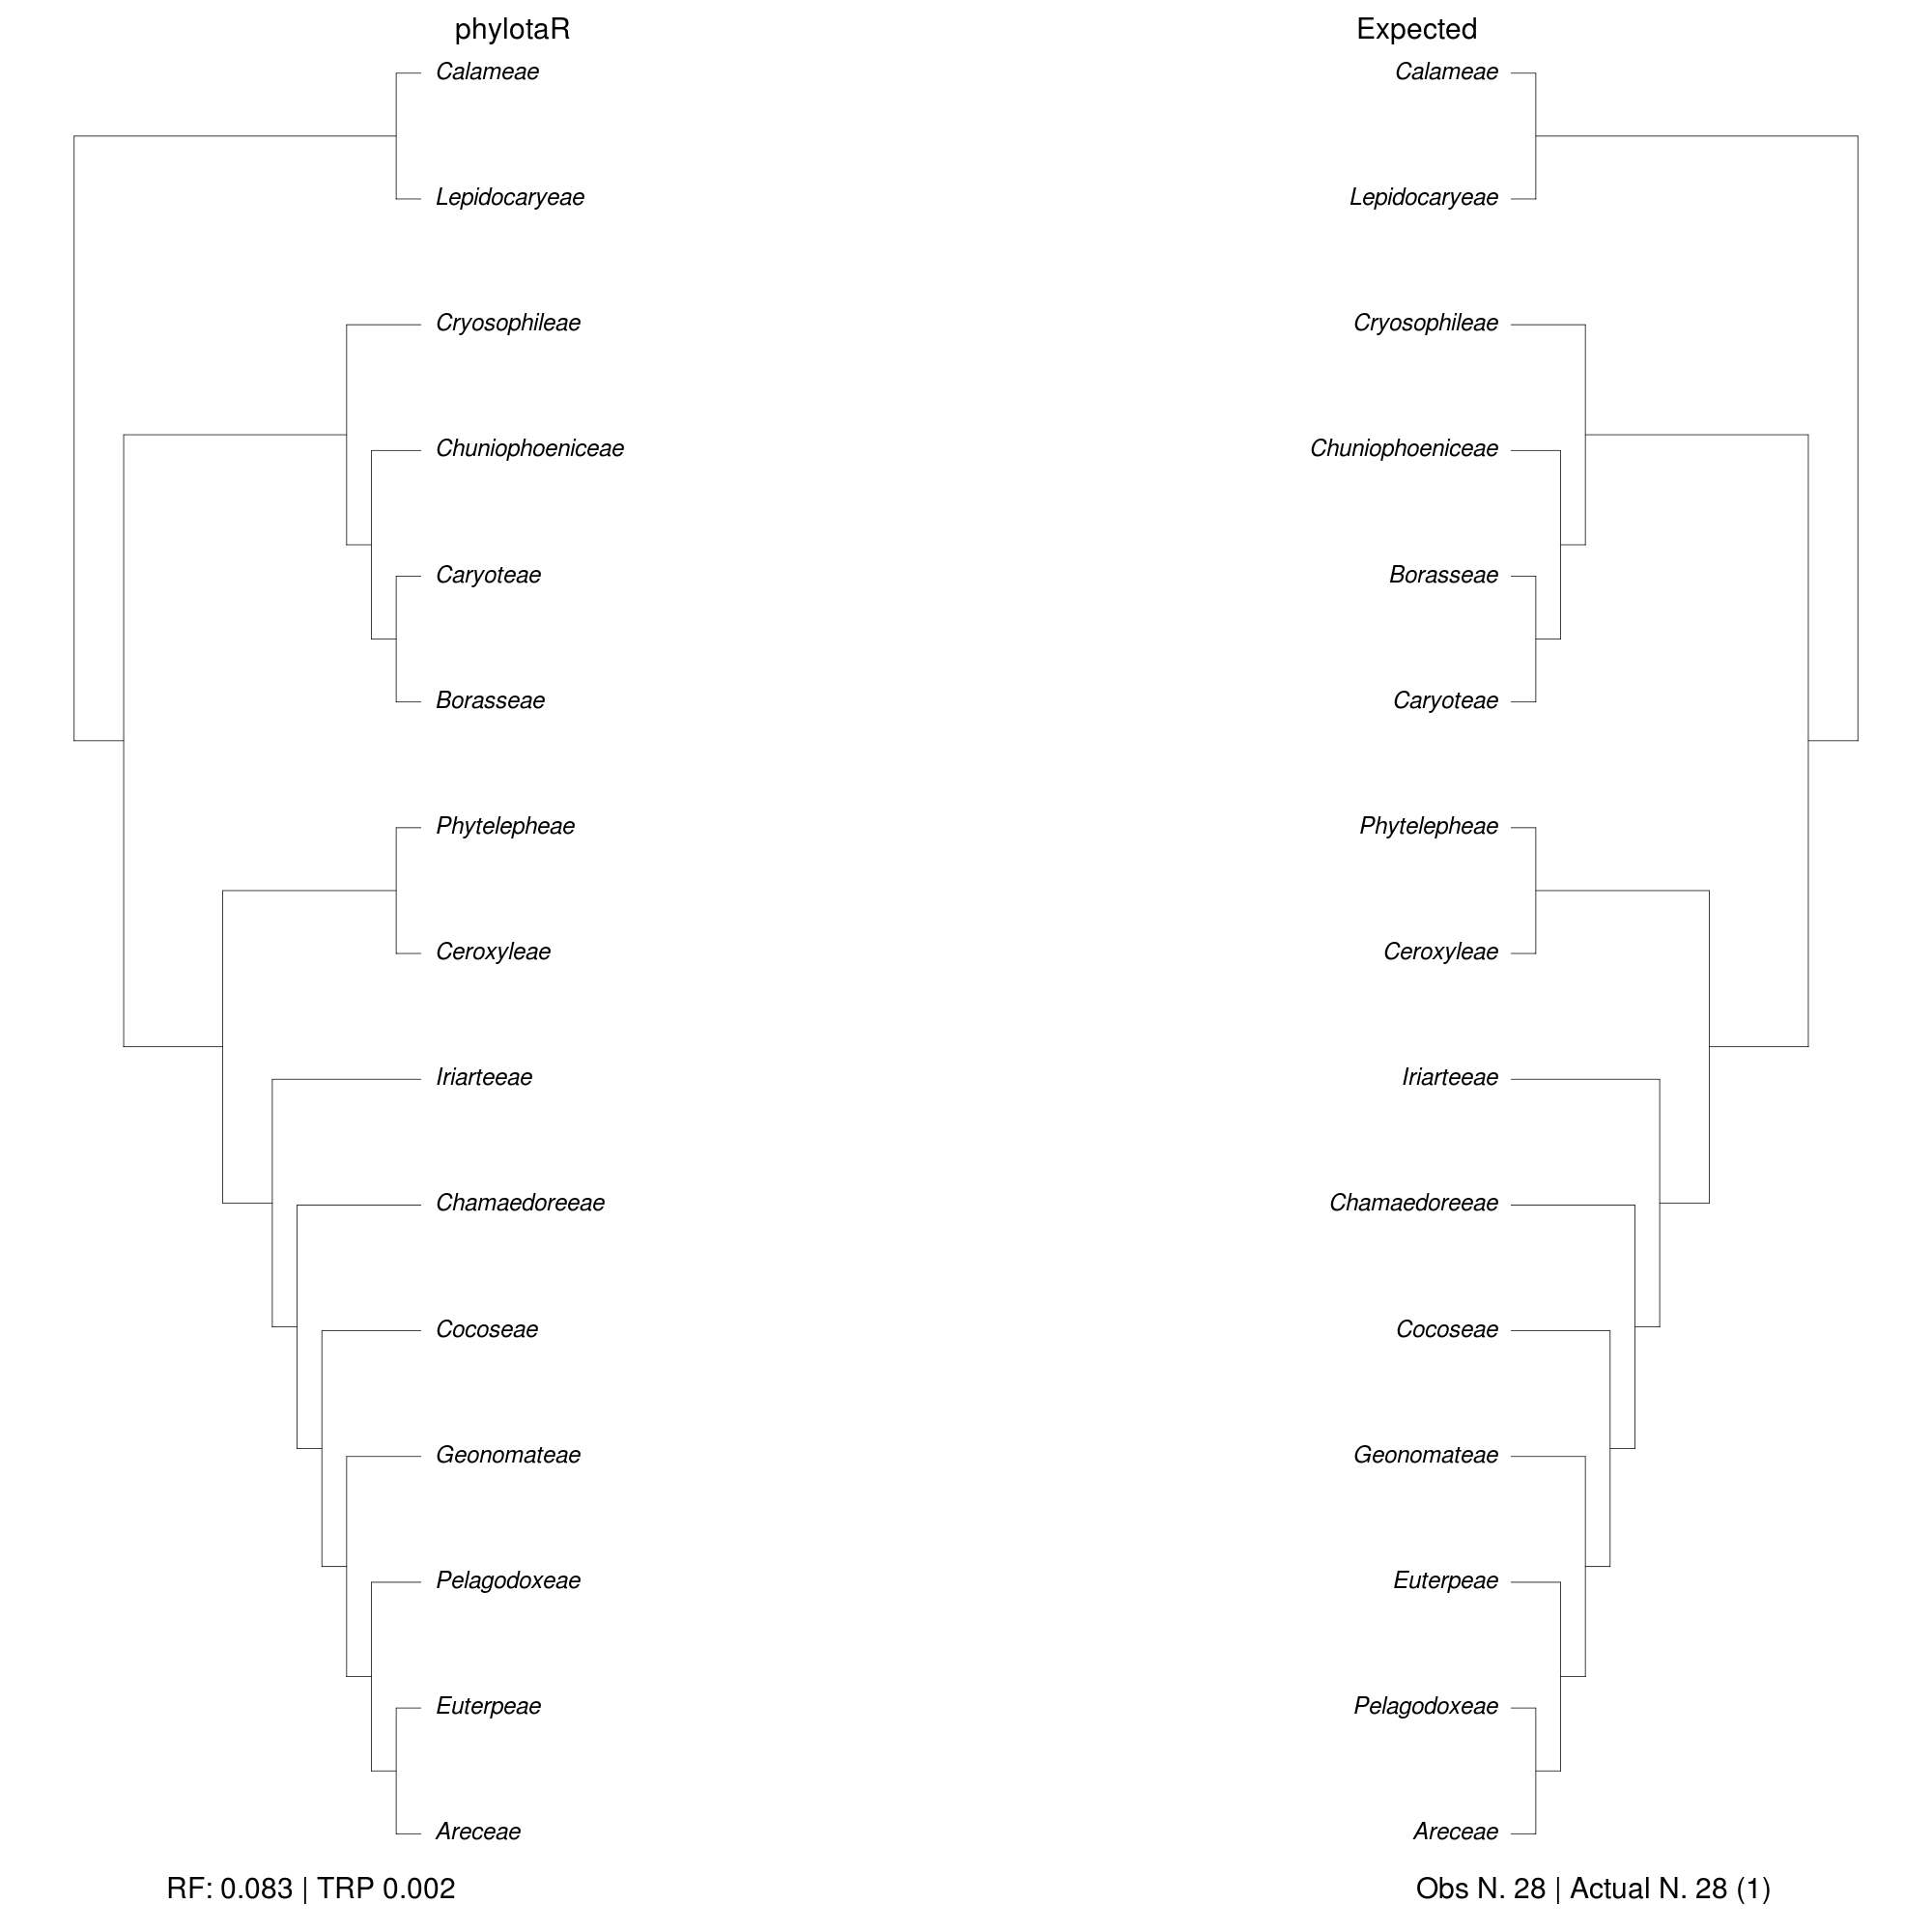 phylotaR
Calameae
Lepidocaryeae
Cryosophileae
Chuniophoeniceae
Caryoteae
Borasseae
Phytelepheae
Ceroxyleae
Iriarteeae
Chamaedoreeae
Cocoseae
Geonomateae
Pelagodoxeae
Euterpeae
Areceae
RF: 0.083 | TRP 0.002
Expected
Calameae
Lepidocaryeae
Cryosophileae
Chuniophoeniceae
Borasseae
Caryoteae
Phytelepheae
Ceroxyleae
Iriarteeae
Chamaedoreeae
Cocoseae
Geonomateae
Euterpeae
Pelagodoxeae
Areceae
Obs N. 28 | Actual N. 28 (1)